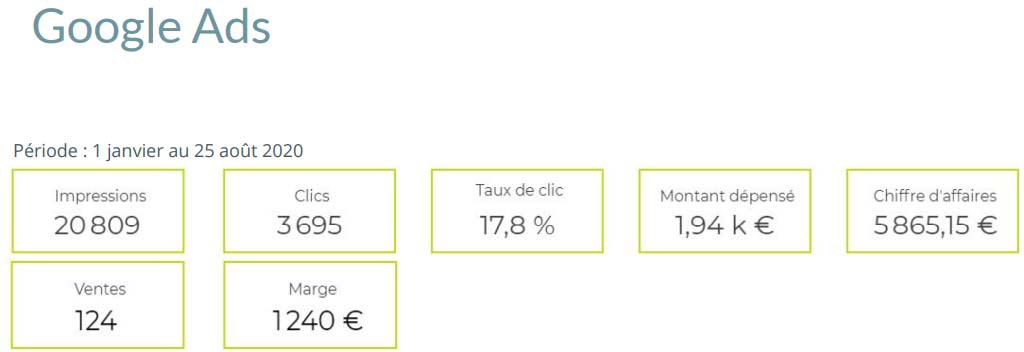 Google Ads
Période : 1 janvier au 25 août 2020
Impressions
20 809
Clics
3 695
Taux de clic
17,8 %
Montant dépensé
1,94 k €
Chiffre d'affaires
5 865,15 €
Ventes
124
Marge
1 240 €